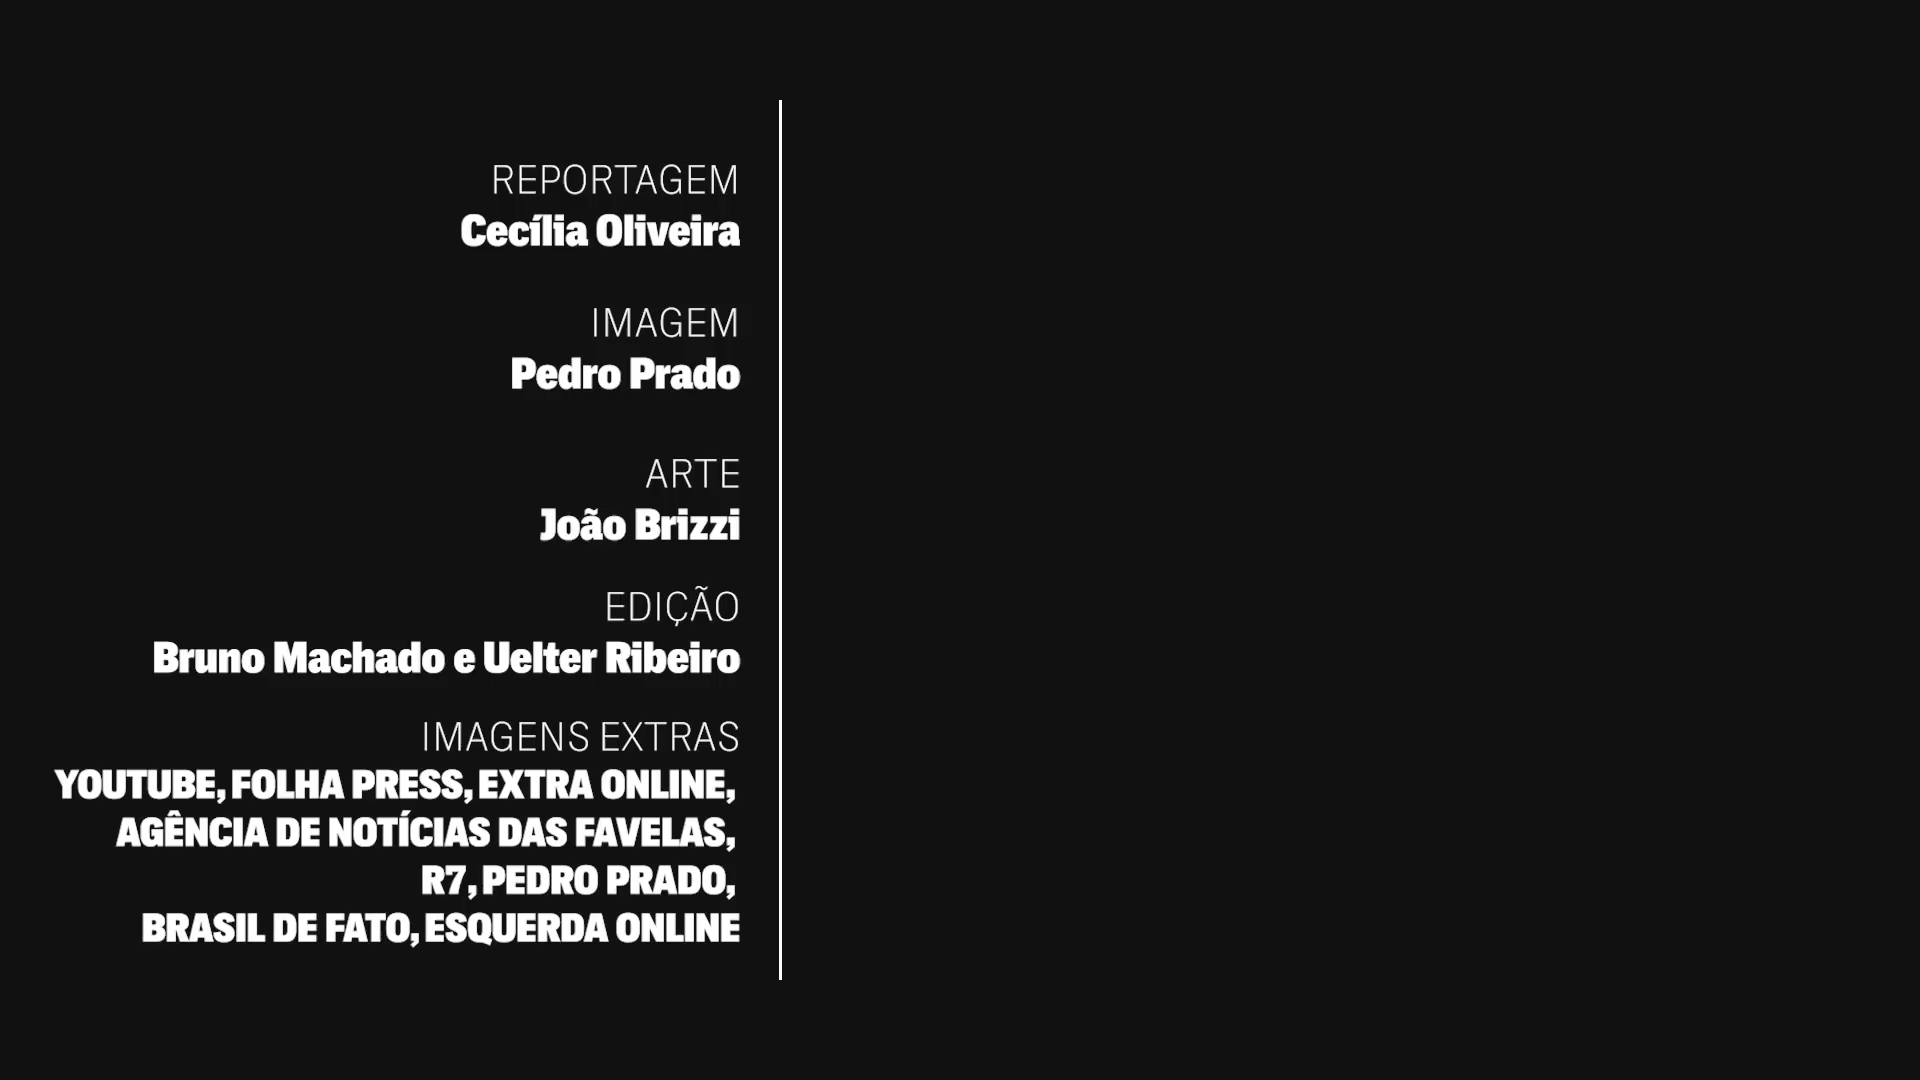 REPORTAGEM
Cecília Oliveira
IMAGEM
Pedro Prado
ARTE
João Brizzi
EDIÇÃO
Bruno Machado e Uelter Ribeiro
IMAGENS EXTRAS
YOUTUBE, FOLHA PRESS, EXTRA ONLINE,
AGÊNCIA DE NOTÍCIAS DAS FAVELAS,
R7, PEDRO PRADO,
BRASIL DE FATO, ESQUERDA ONLINE